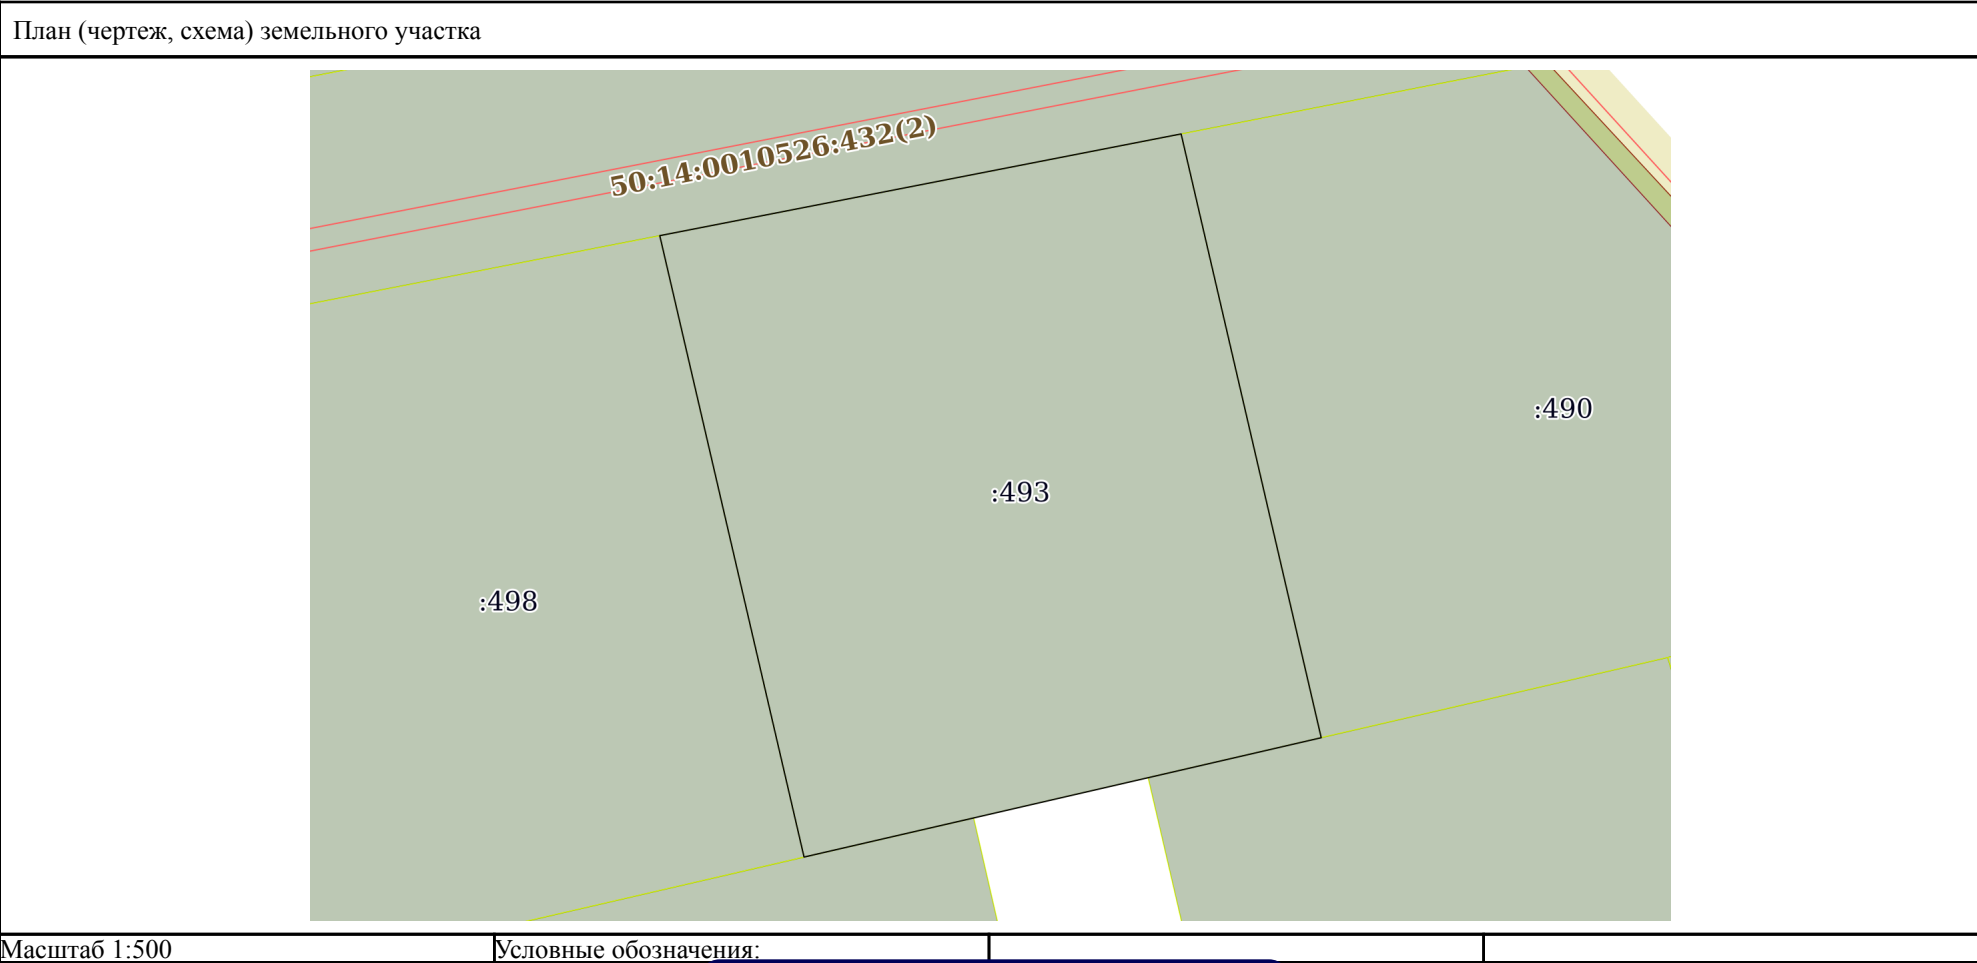 План (чертеж, схема) земельного участка
50:14:0010526:432(2)
:490
:493
:498
Масштаб 1:500
Условные обозначения: